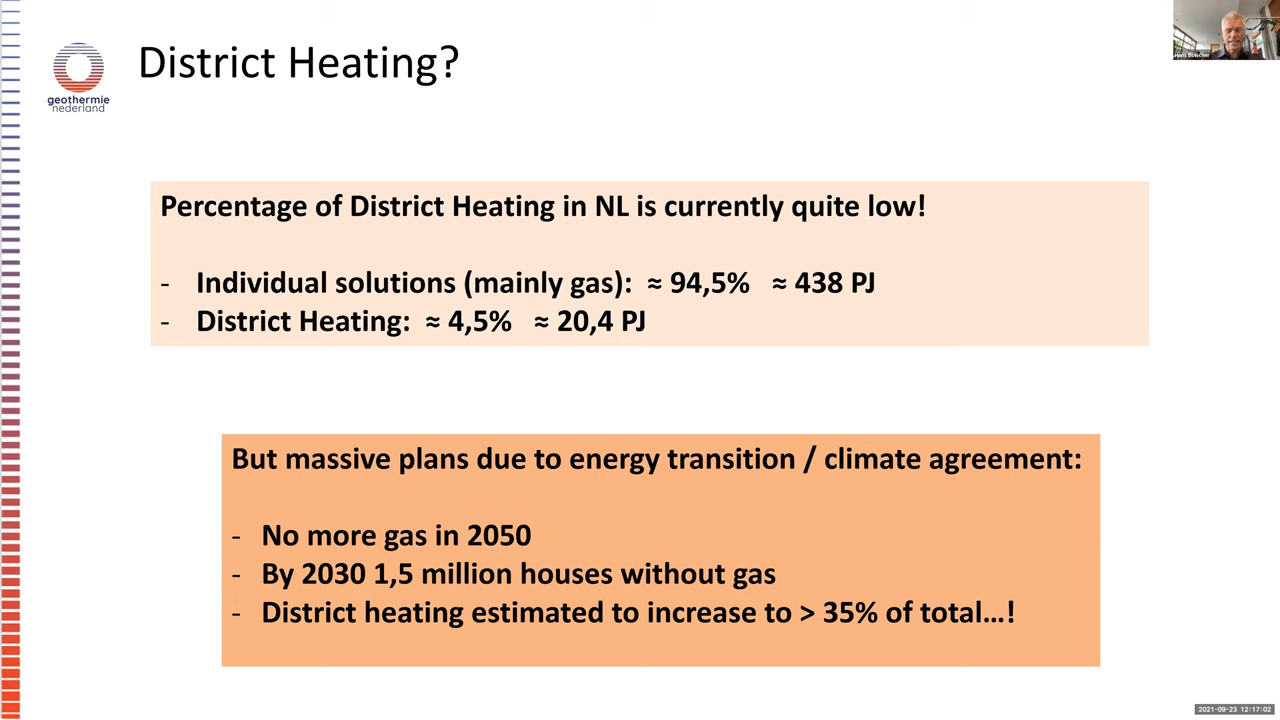 District Heating?
geothermie
nederland
Hans Bolscher
Percentage of District Heating in NL is currently quite low!
- Individual solutions (mainly gas): ≈ 94,5% ≈ 438 PJ
- District Heating: ≈ 4,5% ≈ 20,4 PJ
But massive plans due to energy transition / climate agreement:
- No more gas in 2050
- By 2030 1,5 million houses without gas
- District heating estimated to increase to > 35% of total…!
2021-09-23 12:17:02